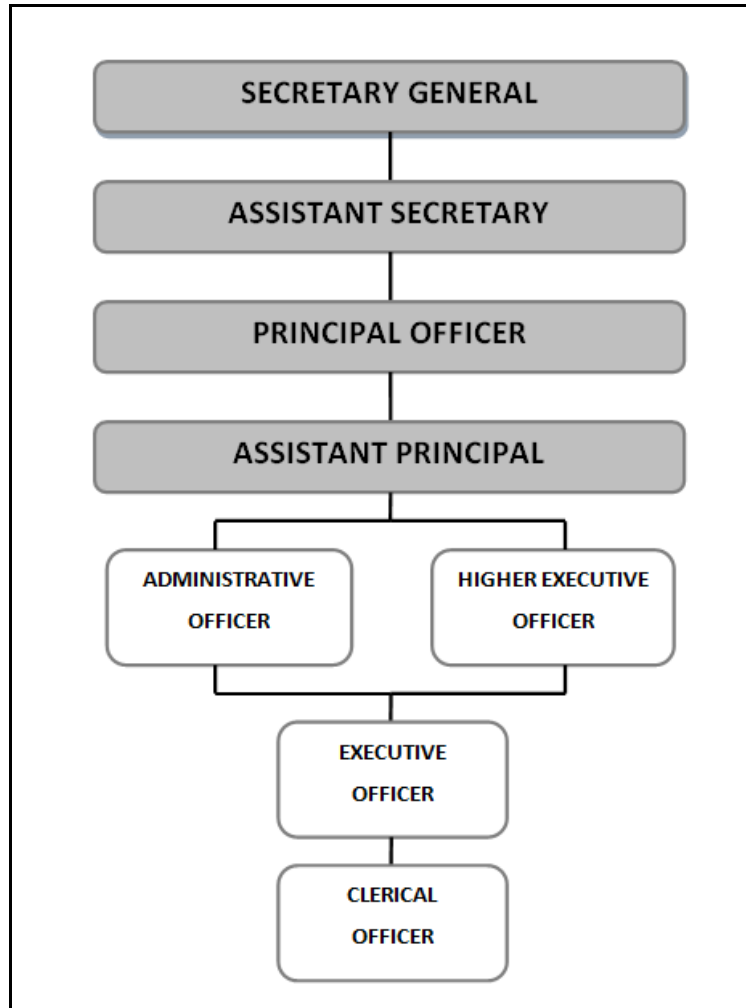 SECRETARY GENERAL
ASSISTANT SECRETARY
PRINCIPAL OFFICER
ASSISTANT PRINCIPAL
ADMINISTRATIVE
OFFICER
HIGHER EXECUTIVE
OFFICER
EXECUTIVE
OFFICER
CLERICAL
OFFICER